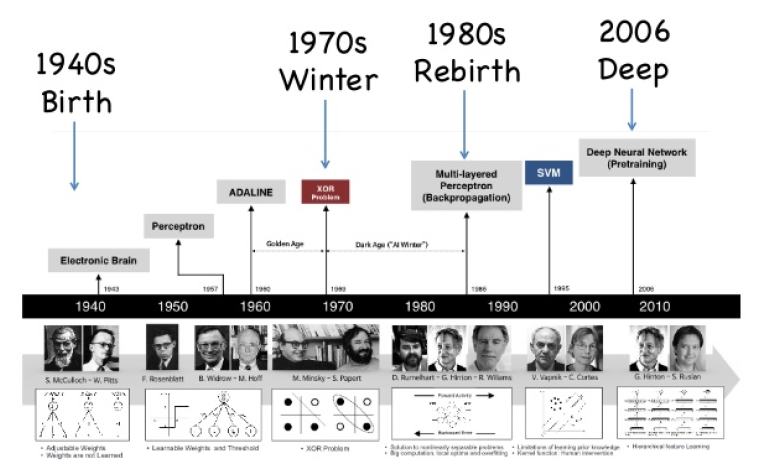 1940s
Birth
1970s
Winter
1980s
Rebirth
2006
Deep
Electronic Brain
Perceptron
ADALINE
XOR
Problem
Multi-layered
Perceptron
(Backpropagation)
SVM
Deep Neural Network
(Pretraining)
Golden Age
Dark Age ("AI Winter")
1943
1957
1960
1969
1986
1995
2006
1940
1950
1960
1970
1980
1990
2000
2010
S. McCulloch – W. Pitts
F. Rosenblatt
B. Widrow – M. Hoff
M. Minsky – S. Papert
D. Rumelhart – G. Hinton – R. Wiliams
V. Vapnik – C. Cortes
G. Hinton – S. Ruslan
Foward Activity
• Adjustable Weights
• Weights are not Learned
• Learnable Weights and Threshold
• XOR Problem
• Solution to nonlinearly separable problems
• Big computation, local optima and overfitting
• Limitations of learning prior knowledge
• Kernel function: Human Intervention
• Hierarchical feature Learning